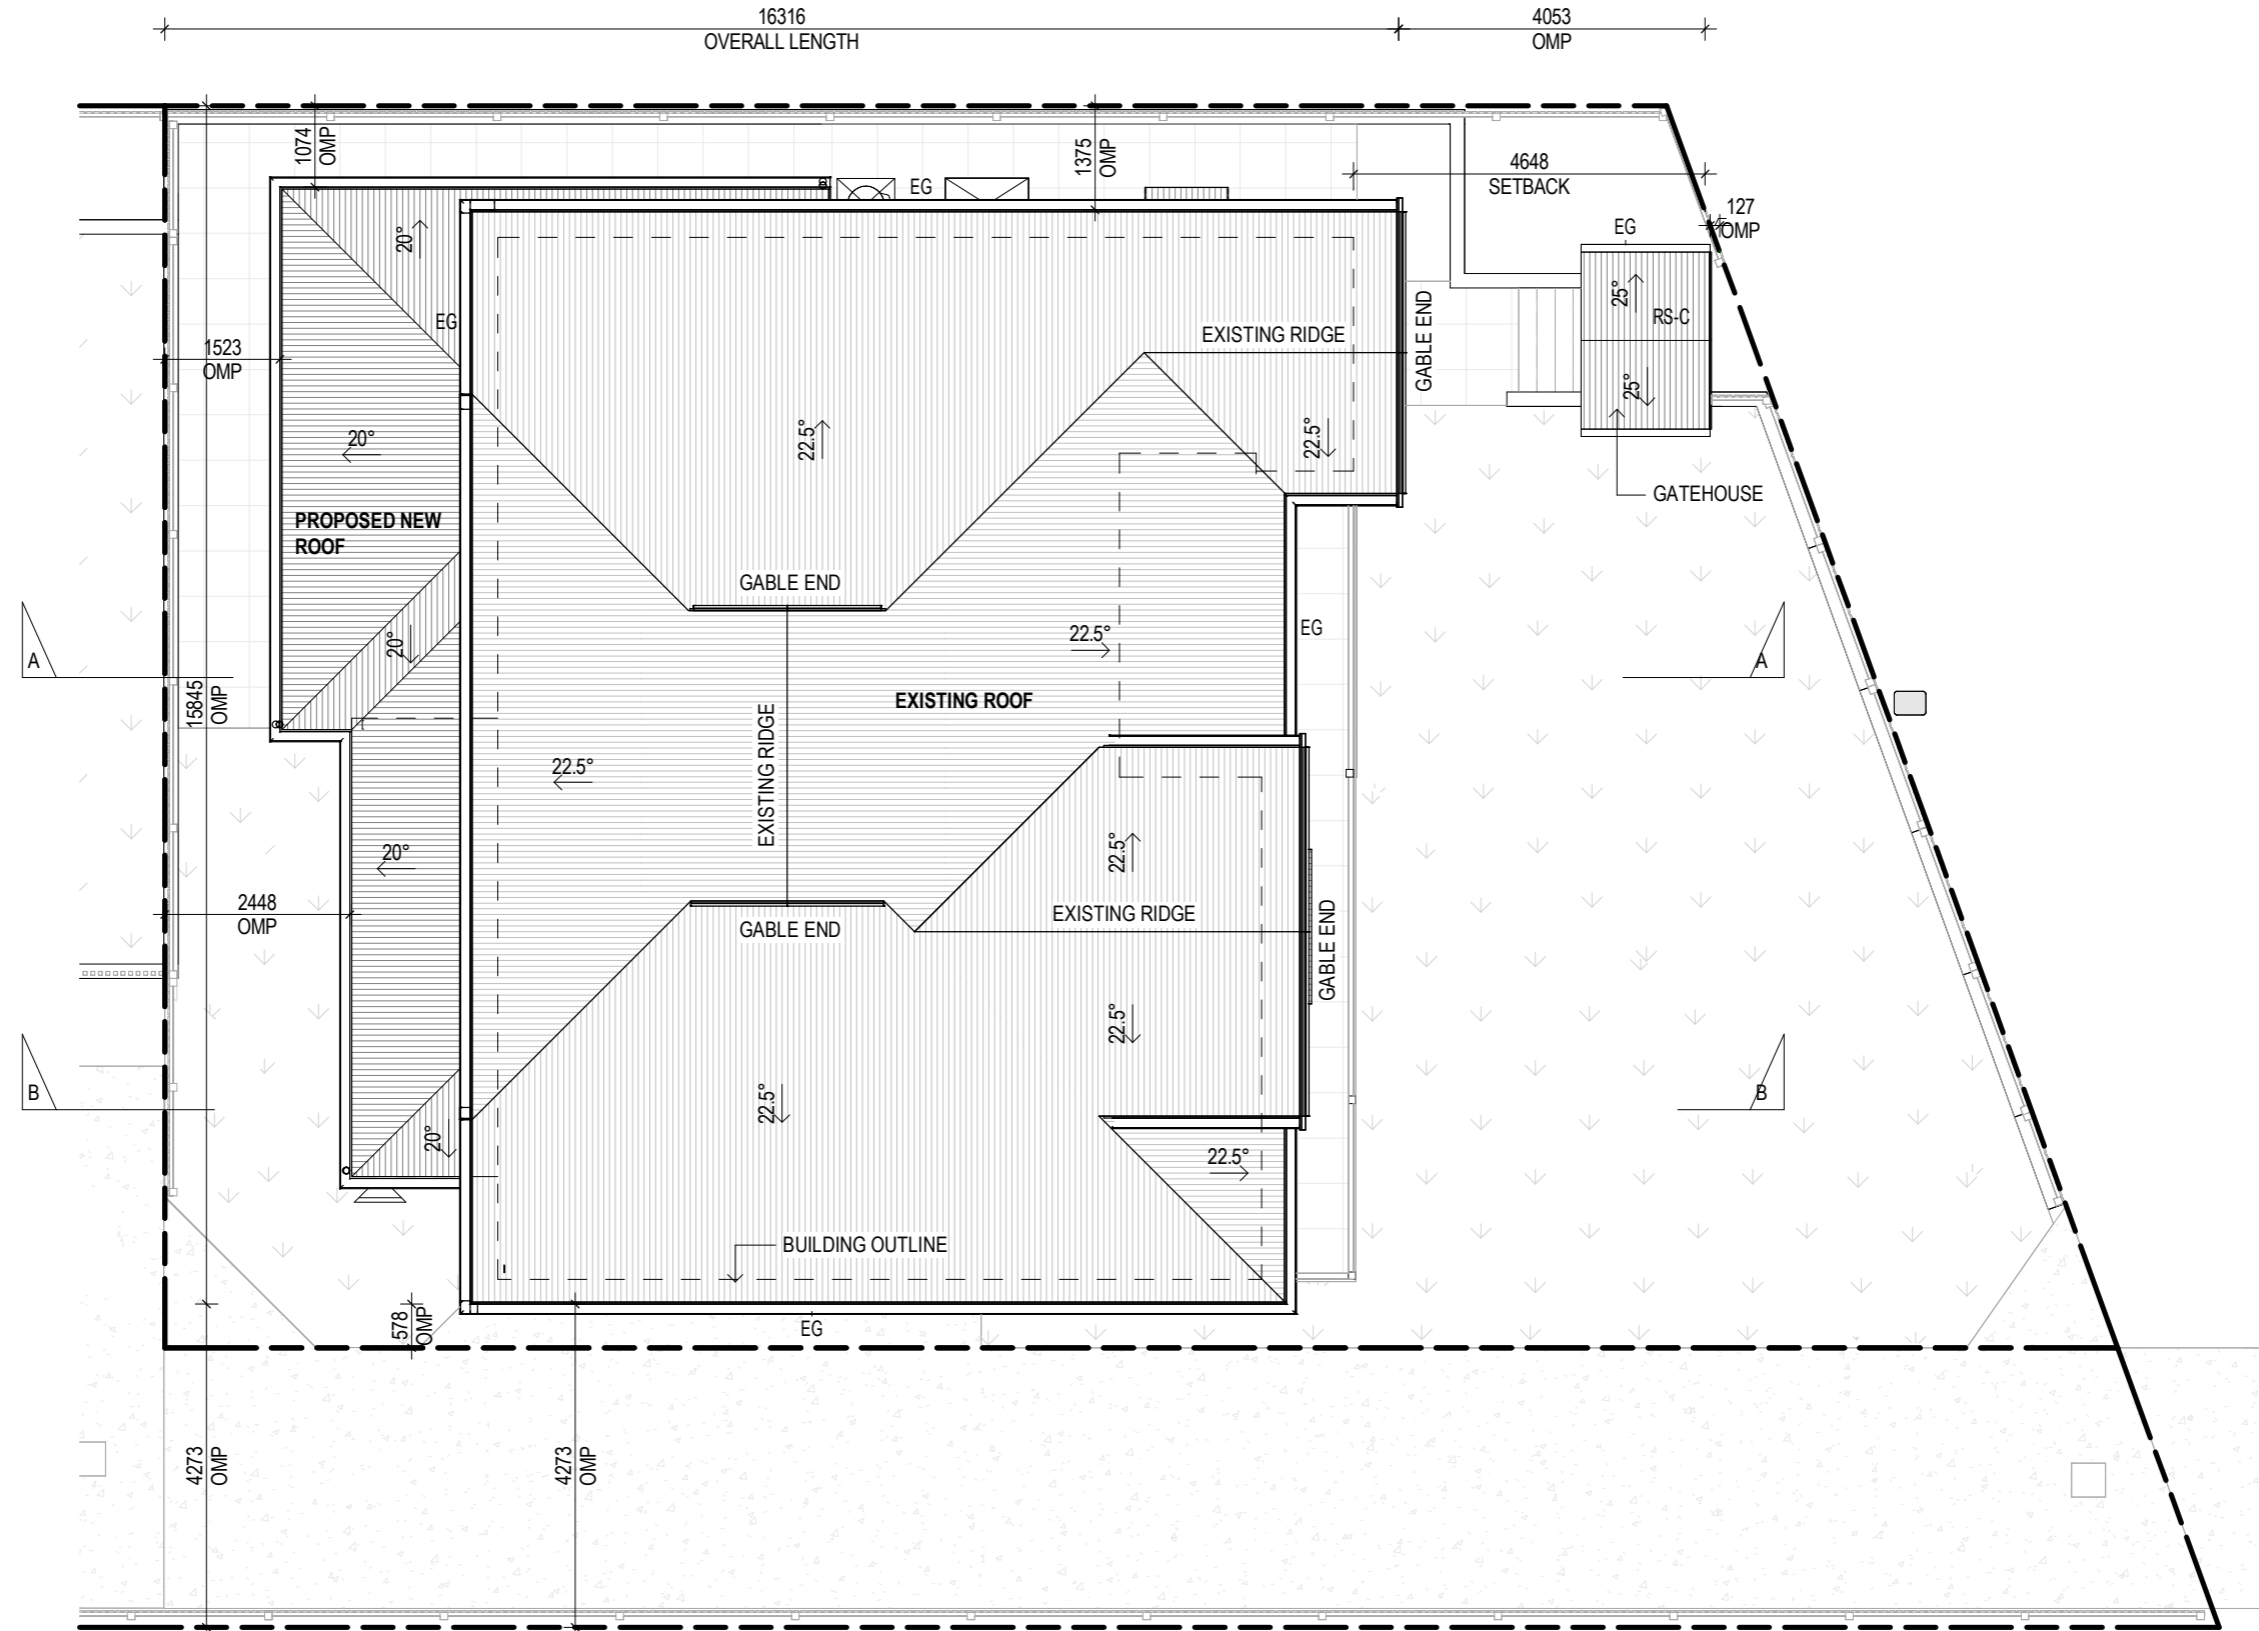 16316
OVERALL LENGTH
4053
OMP
1074
OMP
1375
OMP
4648
SETBACK
127
OMP
EG
EG
20°
EG
25°
RS-C
25°
1523
OMP
EXISTING RIDGE
GABLE END
20°
22.5°
22.5°
GATEHOUSE
PROPOSED NEW
ROOF
GABLE END
20°
22.5°
EG
A
A
15845
OMP
EXISTING ROOF
EXISTING RIDGE
22.5°
20°
22.5°
2448
OMP
GABLE END
EXISTING RIDGE
GABLE END
22.5°
B
B
22.5°
20°
22.5°
BUILDING OUTLINE
578
OMP
EG
4273
OMP
4273
OMP